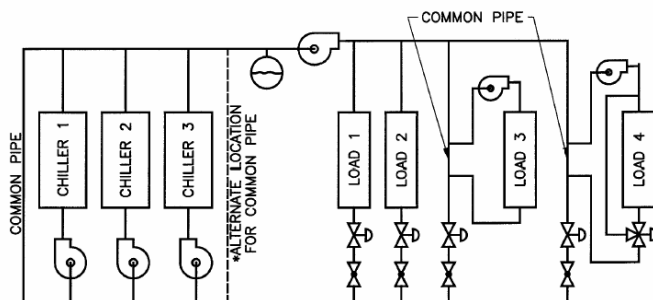 COMMON PIPE
COMMON PIPE
CHILLER 1
CHILLER 2
CHILLER 3
*ALTERNATE LOCATION
FOR COMMON PIPE
LOAD 1
LOAD 2
LOAD 3
LOAD 4